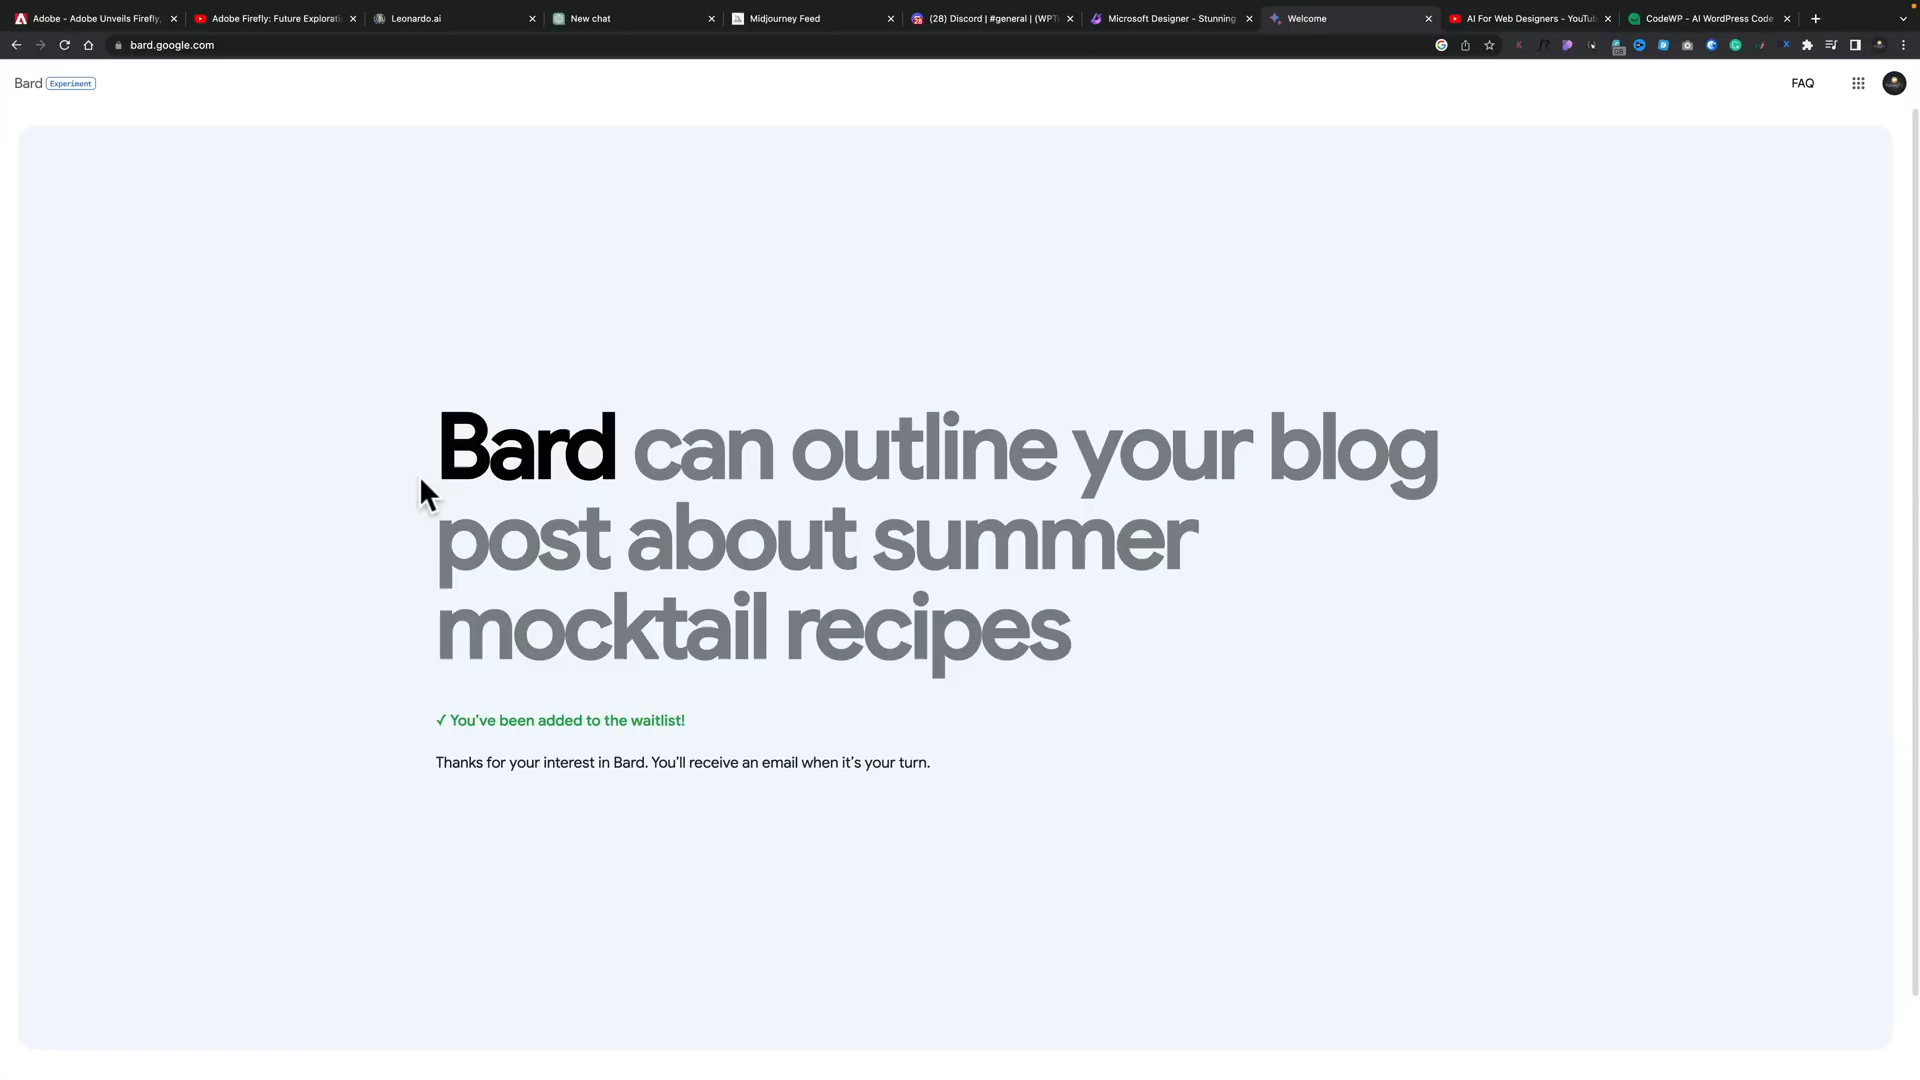 Adobe - Adobe Unveils Firefly,
Adobe Firefly: Future Explorati
Leonardo.ai
New chat
Midjourney Feed
(28) Discord | #general | (WPT
Microsoft Designer - Stunning
Welcome
AI For Web Designers - YouTub
CodeWP - AI WordPress Code
bard.google.com
Bard Experiment
FAQ
Bard can outline your blog
post about summer
mocktail recipes
✓ You've been added to the waitlist!
Thanks for your interest in Bard. You'll receive an email when it's your turn.